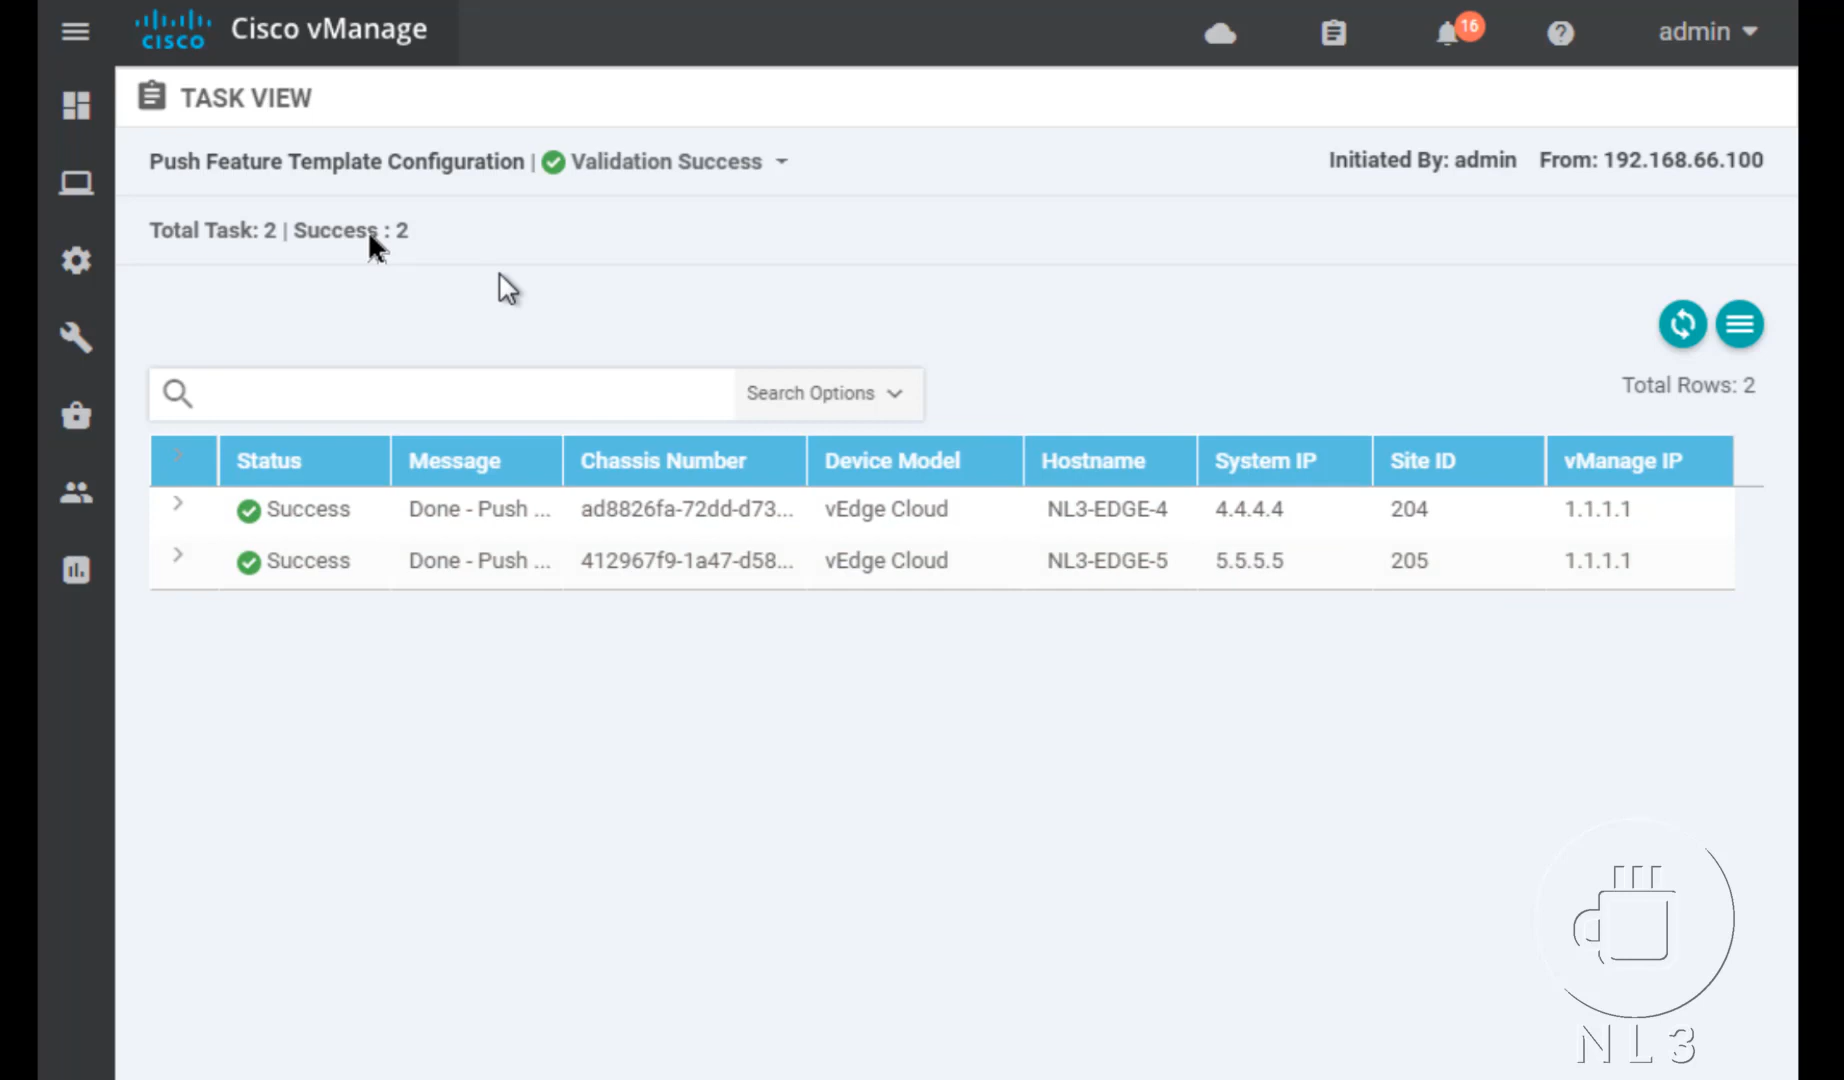 cisco Cisco vManage 16 admin
TASK VIEW
Push Feature Template Configuration | Validation Success Initiated By: admin From: 192.168.66.100
Total Task: 2 | Success : 2
Search Options
Total Rows: 2
Status Message Chassis Number Device Model Hostname System IP Site ID vManage IP
Success Done - Push ... ad8826fa-72dd-d73... vEdge Cloud NL3-EDGE-4 4.4.4.4 204 1.1.1.1
Success Done - Push ... 412967f9-1a47-d58... vEdge Cloud NL3-EDGE-5 5.5.5.5 205 1.1.1.1
NL3